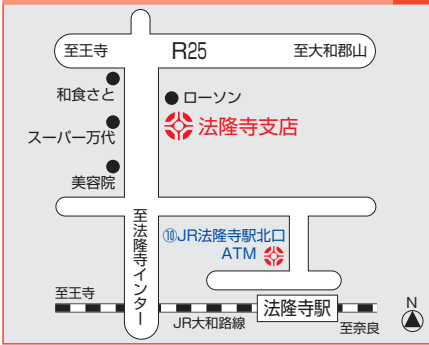 至王寺
R25
至大和郡山
和食さと
ローソン
法隆寺支店
スーパー万代
美容院
至法隆寺インター
⑩JR法隆寺駅北口
ATM
至王寺
JR大和路線
法隆寺駅
至奈良
N